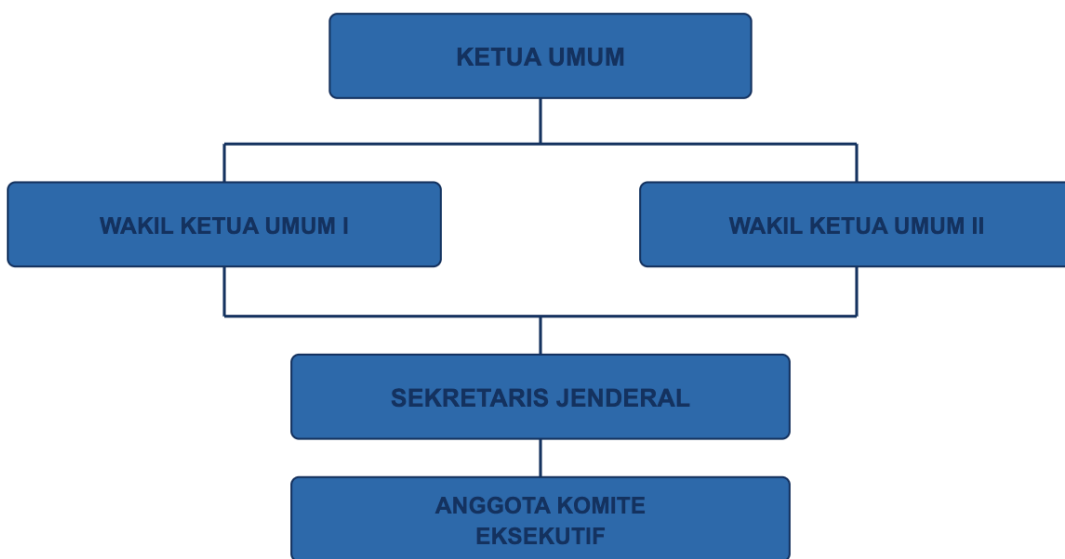 KETUA UMUM
WAKIL KETUA UMUM I
WAKIL KETUA UMUM II
SEKRETARIS JENDERAL
ANGGOTA KOMITE
EKSEKUTIF